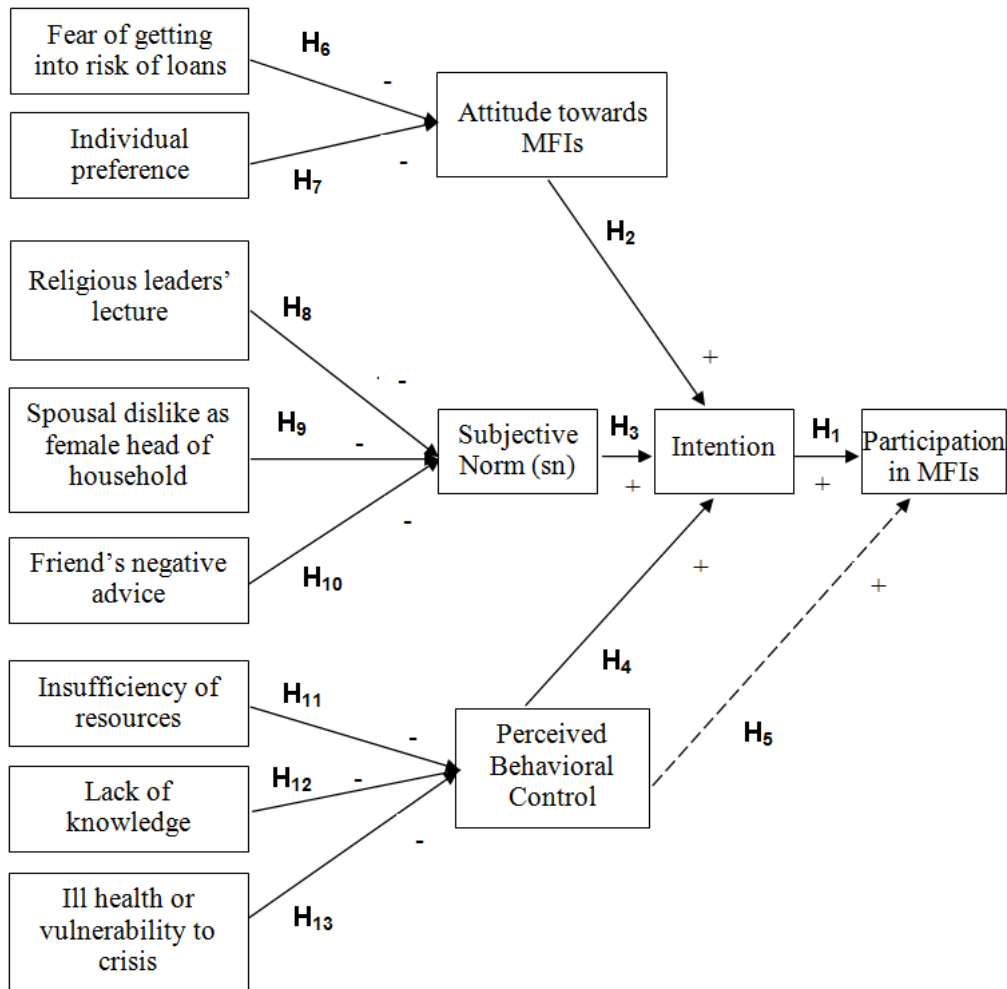 Fear of getting
into risk of loans
H6
-
Individual
preference
H7
-
Attitude towards
MFIs
H2
+
Religious leaders’
lecture
H8
-
Spousal dislike as
female head of
household
H9
-
Friend’s negative
advice
H10
-
Subjective
Norm (sn)
H3
+
Intention
H1
+
Participation
in MFIs
Insufficiency of
resources
H11
-
Lack of
knowledge
H12
-
Ill health or
vulnerability to
crisis
H13
-
Perceived
Behavioral
Control
H4
+
H5
+